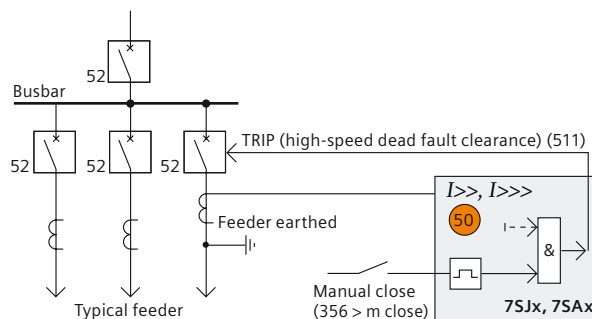 52
Busbar
52
52
52
TRIP (high-speed dead fault clearance) (511)
I>>, I>>>
50
Feeder earthed
&
Manual close
(356 > m close)
Typical feeder
7SJx, 7SAx